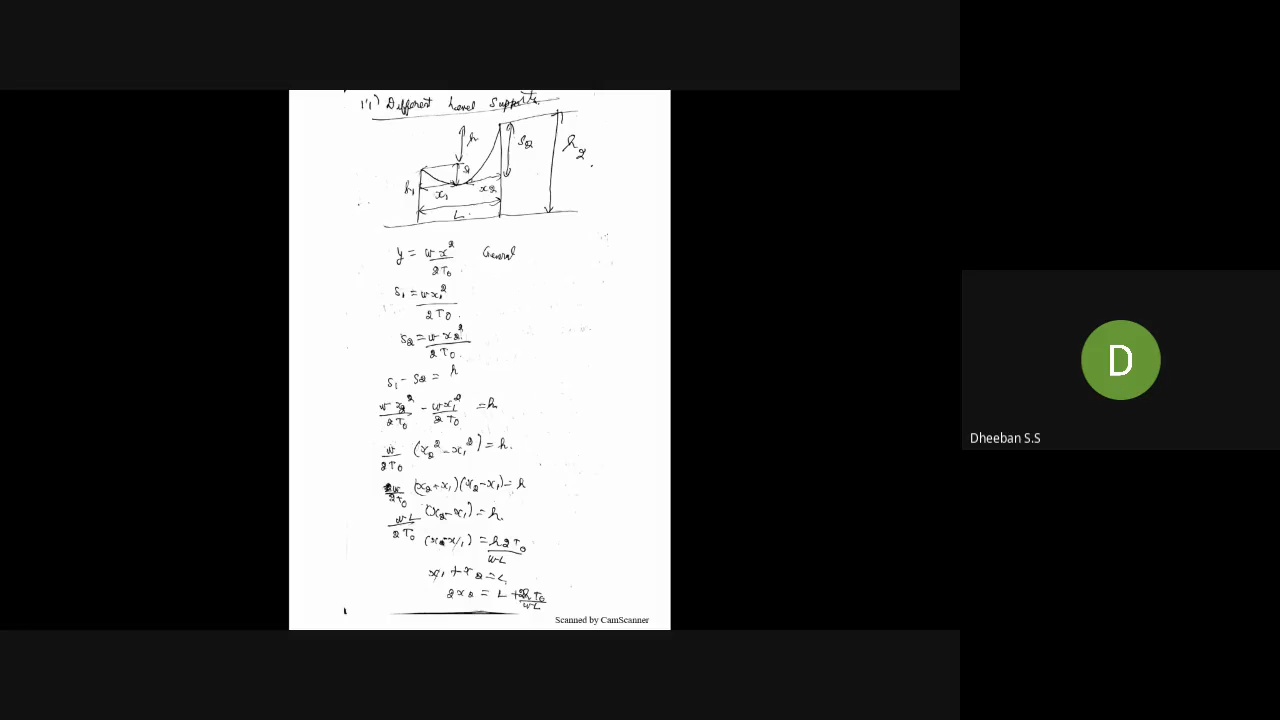 ii) Different Level Supports
h
S2
h2
S1
h1
x1
x2
L
y = wx²/2T₀ General
S₁ = wx₁²/2T₀
S₂ = wx₂²/2T₀
S₁ - S₂ = h
wx₂²/2T₀ - wx₁²/2T₀ = h
w/2T₀ (x₂² - x₁²) = h
w/2T₀ (x₂ + x₁)(x₂ - x₁) = h
wL/2T₀ (x₂ - x₁) = h
(x₂ - x₁) = h2T₀/wL
x₁ + x₂ = L
2x₂ = L + 2hT₀/wL
Scanned by CamScanner
D
Dheeban S.S